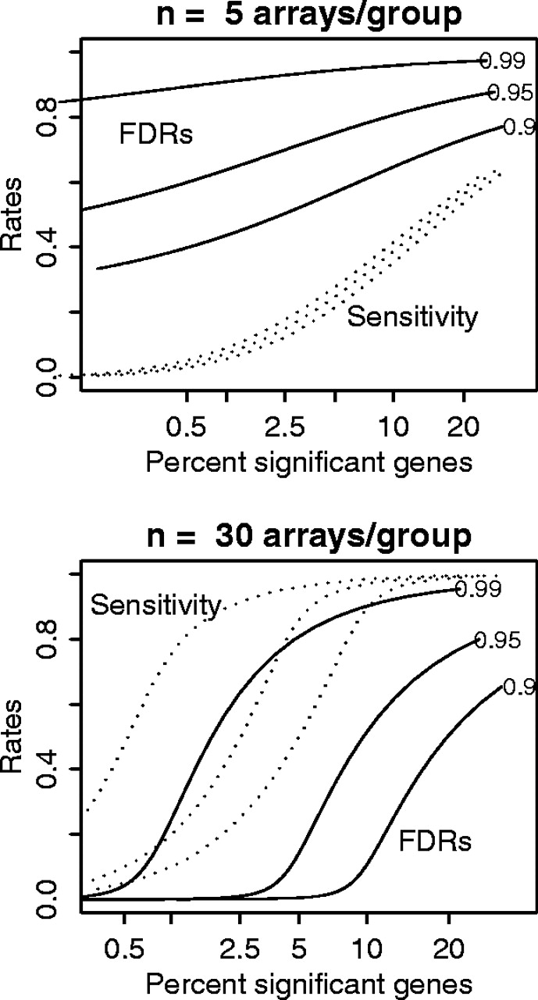 n = 5 arrays/group
0.99
0.95
0.9
FDRs
Sensitivity
Rates
0.8
0.4
0.0
0.5 2.5 10 20
Percent significant genes
n = 30 arrays/group
Sensitivity
0.99
0.95
0.9
FDRs
Rates
0.8
0.4
0.0
0.5 2.5 5 10 20
Percent significant genes